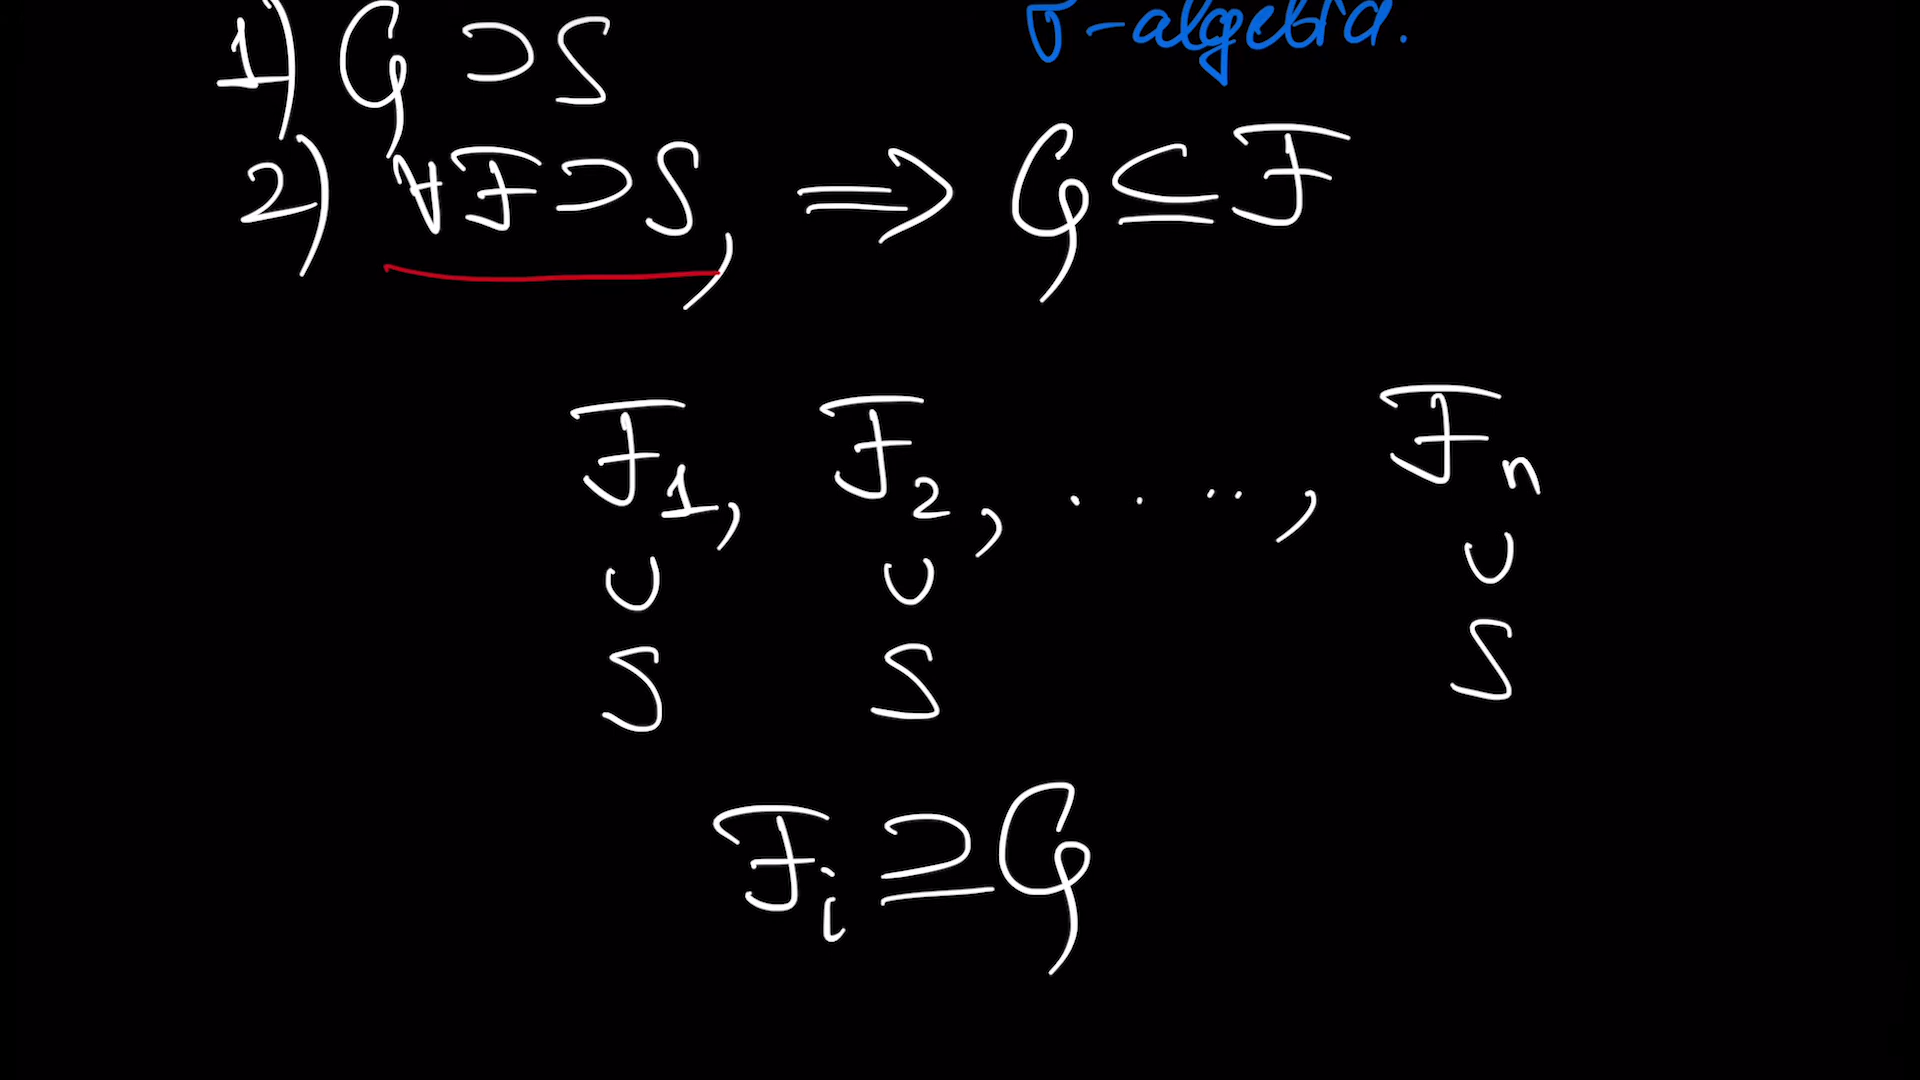 1) G ⊃ S
σ-algebra.
2) ∀F ⊃ S, ⟹ G ⊆ F
F₁, F₂, ....., Fₙ
∪ ∪ ∪
S S S
Fᵢ ⊇ G